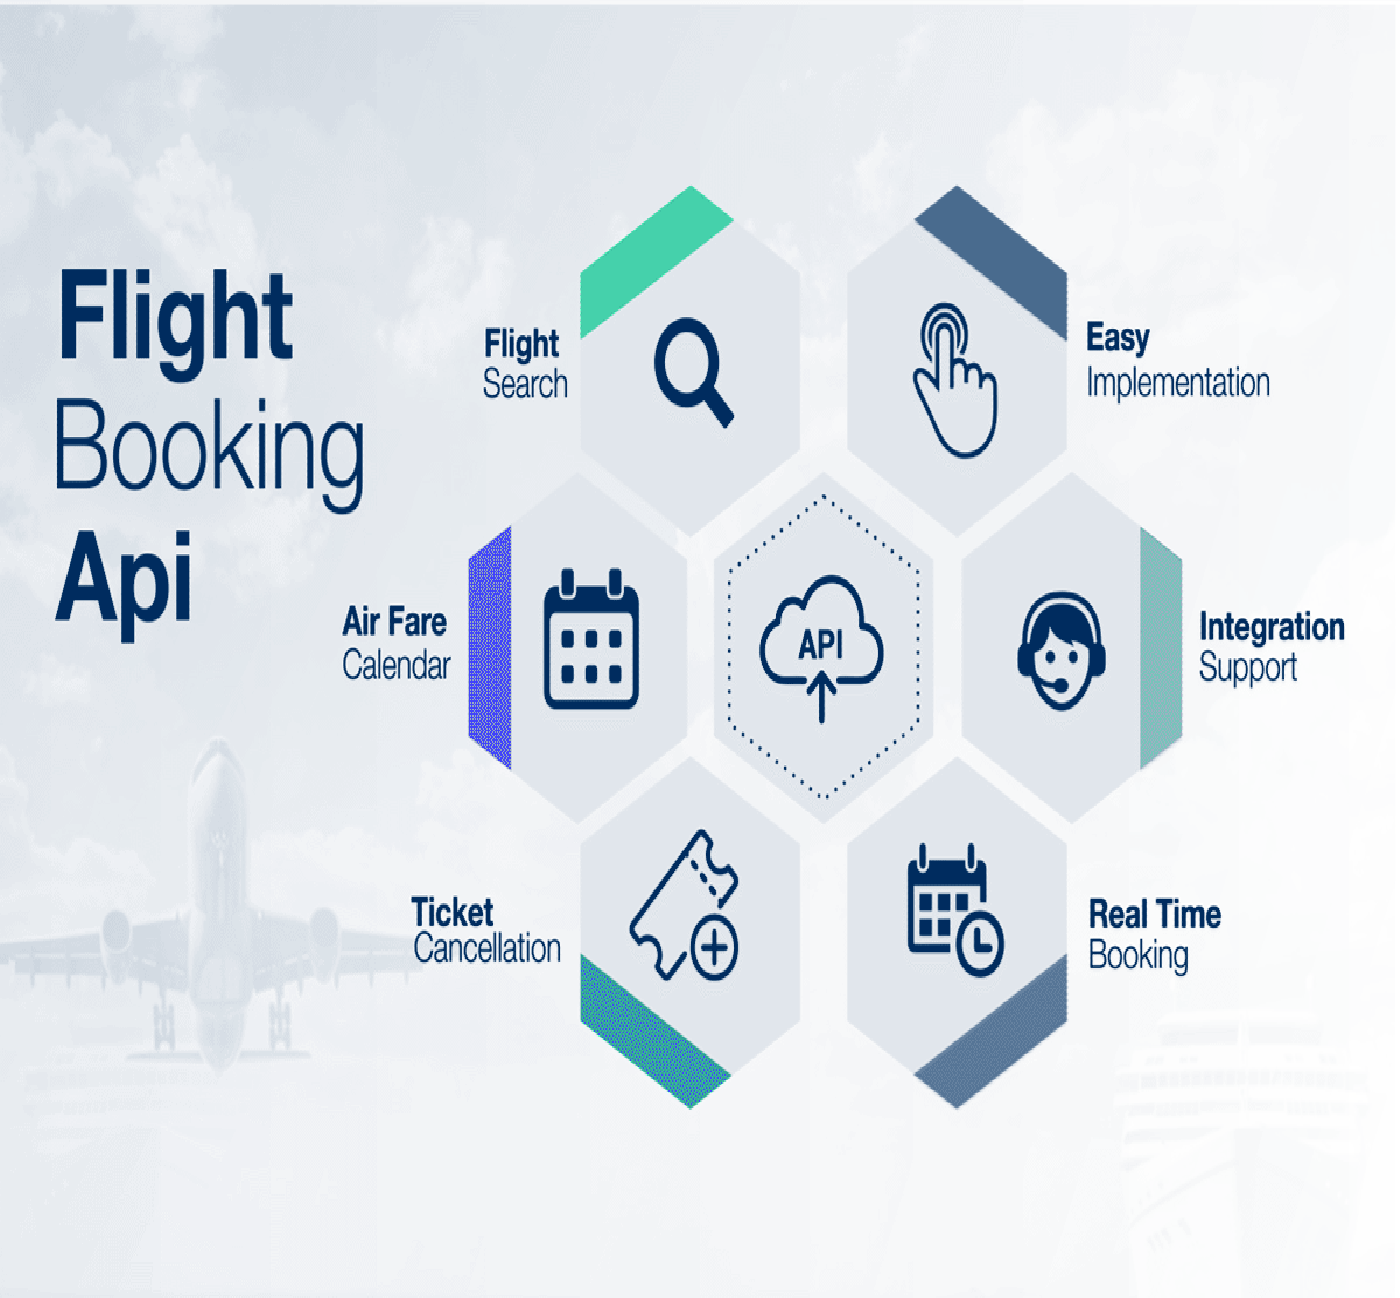 Flight
Booking
Api
Flight
Search
Easy
Implementation
Air Fare
Calendar
API
Integration
Support
Ticket
Cancellation
Real Time
Booking